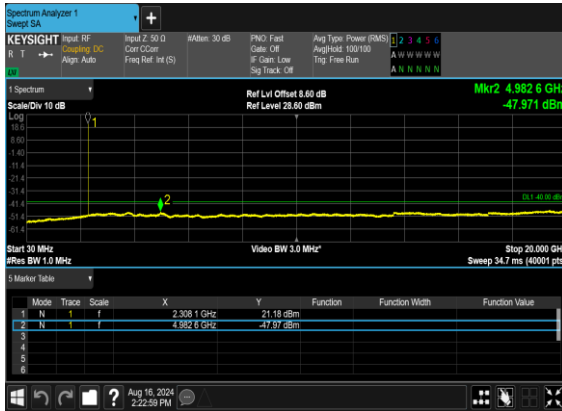 Spectrum Analyzer 1
Swept SA
+
KEYSIGHT Input: RF Input Z: 50 Ω #Atten: 30 dB PNO: Fast Avg Type: Power (RMS) 1 2 3 4 5 6
R T Coupling: DC Corr CCorr Gate: Off Avg|Hold: 100/100 A W W W W W
Align: Auto Freq Ref: Int (S) IF Gain: Low Trig: Free Run
Sig Track: Off A N N N N N
LXI
1 Spectrum Ref Lvl Offset 8.60 dB Mkr2 4.982 6 GHz
Scale/Div 10 dB Ref Level 28.60 dBm -47.971 dBm
Log
18.6 1
8.60
-1.40
-11.4
-21.4
-31.4
-41.4 2 DL1 -40.00 dBm
-51.4
-61.4
Start 30 MHz Video BW 3.0 MHz* Stop 20.000 GHz
#Res BW 1.0 MHz Sweep 34.7 ms (40001 pts)
5 Marker Table
Mode Trace Scale X Y Function Function Width Function Value
1 N 1 f 2.308 1 GHz 21.18 dBm
2 N 1 f 4.982 6 GHz -47.97 dBm
3
4
5
6
? Aug 16, 2024
2:22:59 PM